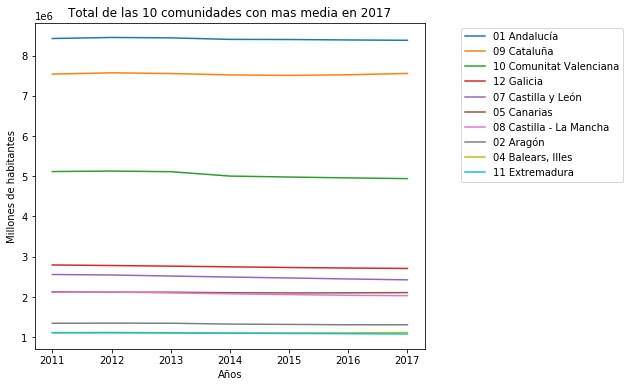 Total de las 10 comunidades con mas media en 2017
1e6
8
7
6
5
4
3
2
1
Millones de habitantes
2011 2012 2013 2014 2015 2016 2017
Años
01 Andalucía
09 Cataluña
10 Comunitat Valenciana
12 Galicia
07 Castilla y León
05 Canarias
08 Castilla - La Mancha
02 Aragón
04 Balears, Illes
11 Extremadura